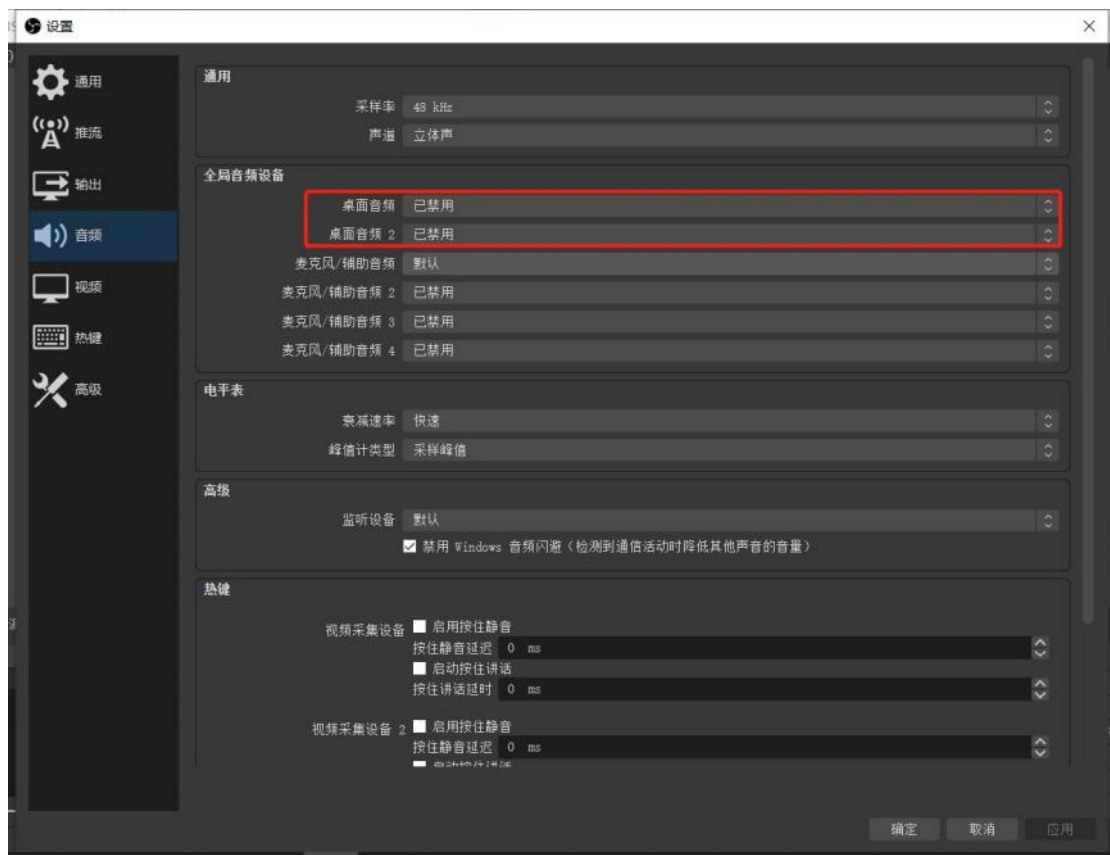 设置
通用
推流
输出
音频
视频
热键
高级
通用
采样率 48 kHz
声道 立体声
全局音频设备
桌面音频 已禁用
桌面音频 2 已禁用
麦克风/辅助音频 默认
麦克风/辅助音频 2 已禁用
麦克风/辅助音频 3 已禁用
麦克风/辅助音频 4 已禁用
电平表
衰减速率 快速
峰值计类型 采样峰值
高级
监听设备 默认
禁用 Windows 音频闪避（检测到通信活动时降低其他声音的音量）
热键
视频采集设备 启用按住静音
按住静音延迟 0 ms
启动按住讲话
按住讲话延时 0 ms
视频采集设备 2 启用按住静音
按住静音延迟 0 ms
启动按住讲话
确定 取消 应用